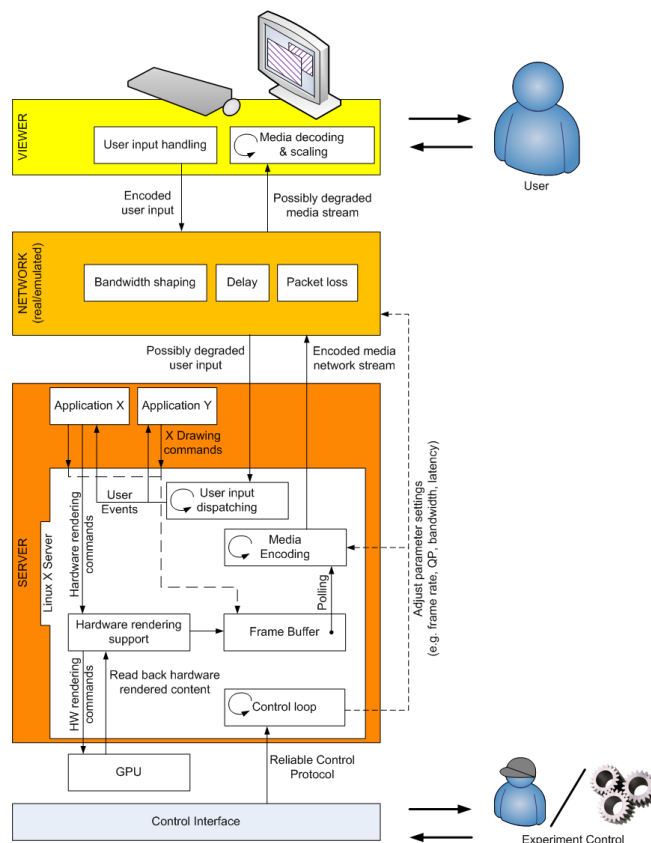 VIEWER
User input handling
Media decoding
& scaling
User
Encoded
user input
Possibly degraded
media stream
NETWORK
(real/emulated)
Bandwidth shaping
Delay
Packet loss
Possibly degraded
user input
Encoded media
network stream
SERVER
Application X
Application Y
X Drawing
commands
Linux X Server
Hardware rendering
commands
User
Events
User input
dispatching
Media
Encoding
Polling
Hardware rendering
support
Frame Buffer
HW rendering
commands
Read back hardware
rendered content
Control loop
Adjust parameter settings
(e.g. frame rate, QP, bandwidth, latency)
GPU
Reliable Control
Protocol
Control Interface
Experiment Control